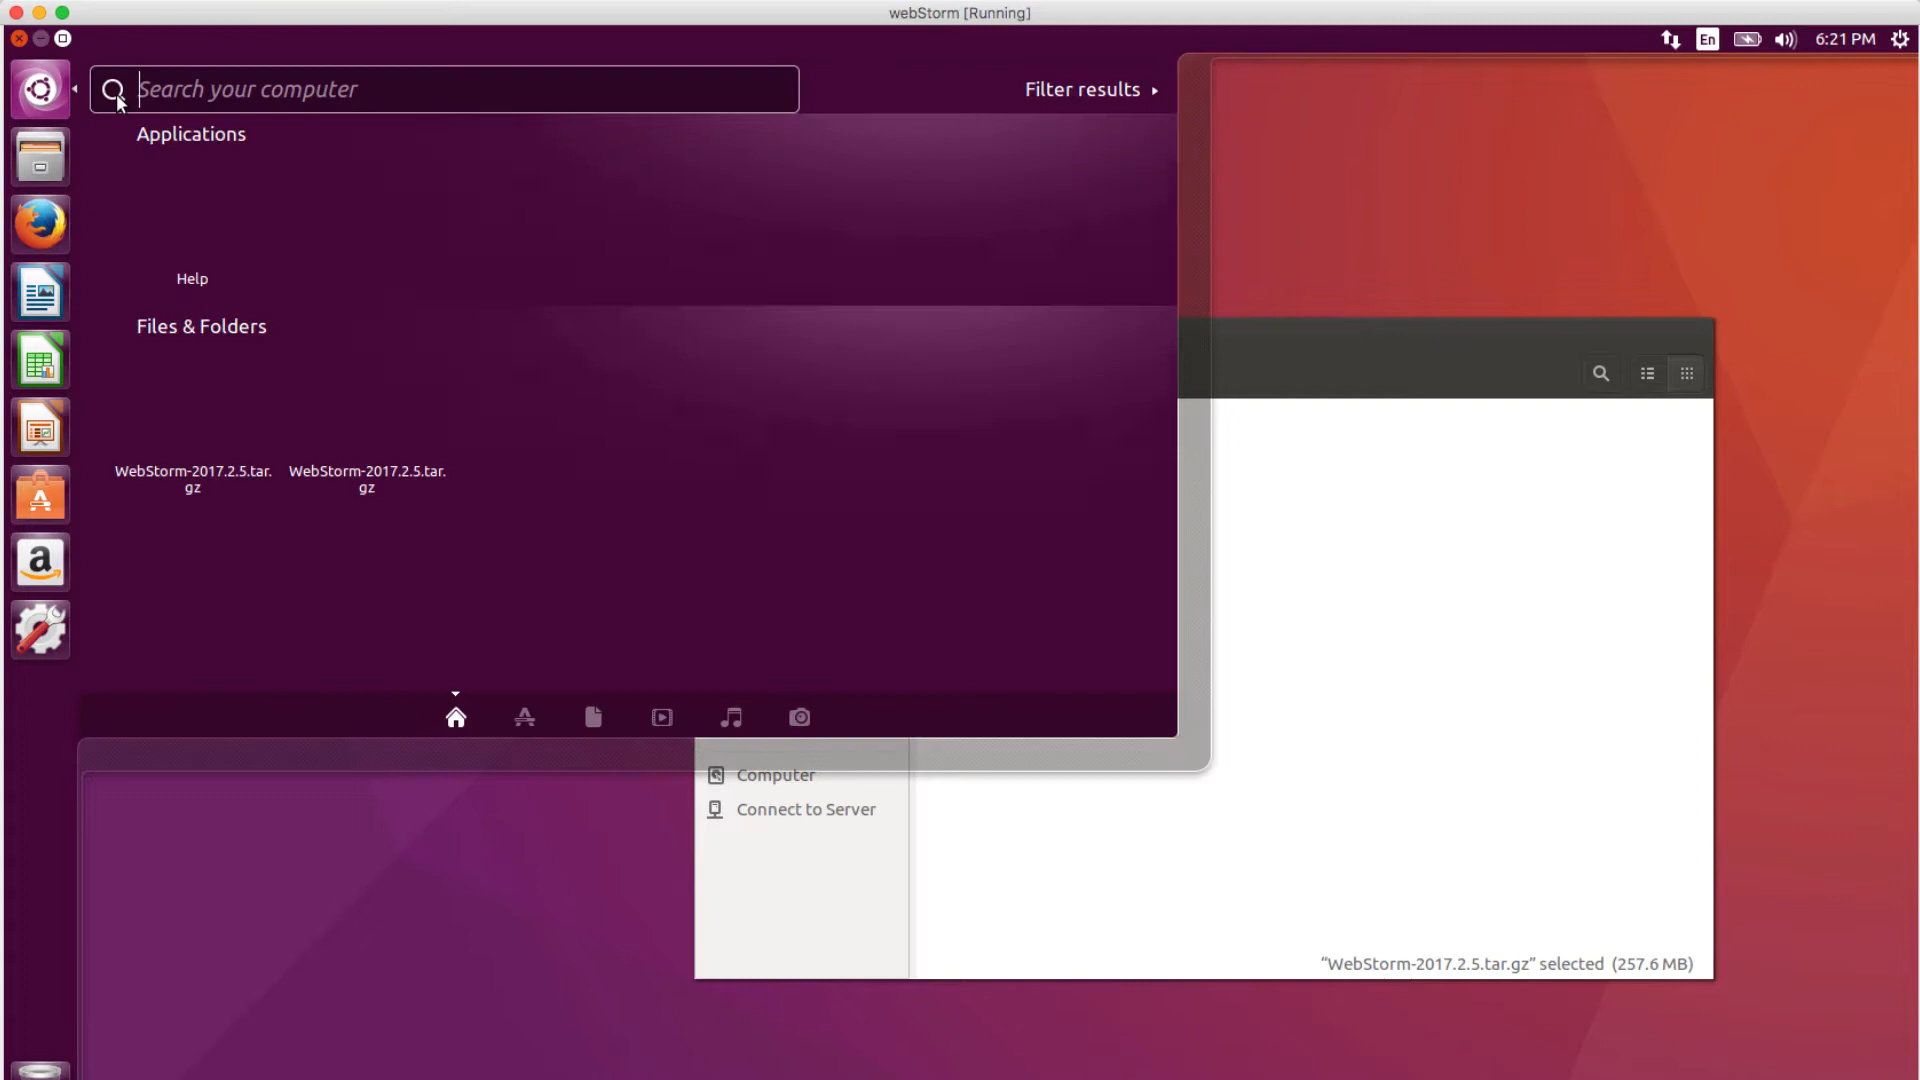 webStorm [Running]
En
6:21 PM
Search your computer
Filter results
Applications
Help
Files & Folders
WebStorm-2017.2.5.tar.
gz
WebStorm-2017.2.5.tar.
gz
a
Computer
Connect to Server
“WebStorm-2017.2.5.tar.gz” selected (257.6 MB)